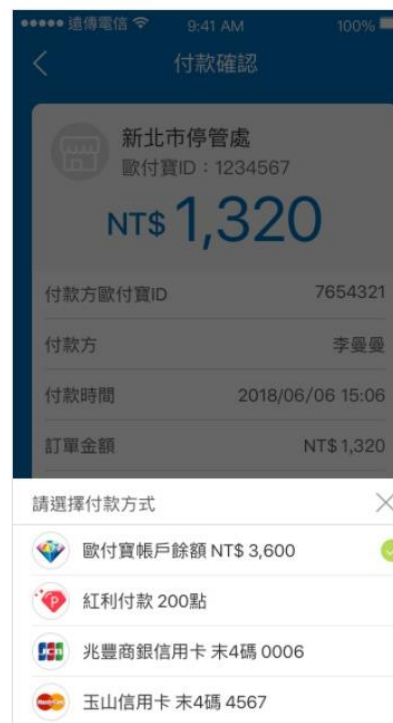 遠傳電信 9:41 AM 100%
付款確認
新北市停管處
歐付寶ID：1234567
NT$ 1,320
付款方歐付寶ID 7654321
付款方 李曼曼
付款時間 2018/06/06 15:06
訂單金額 NT$ 1,320
請選擇付款方式
歐付寶帳戶餘額 NT$ 3,600
P 紅利付款 200點
JCB 兆豐商銀信用卡 末4碼 0006
MasterCard 玉山信用卡 末4碼 4567